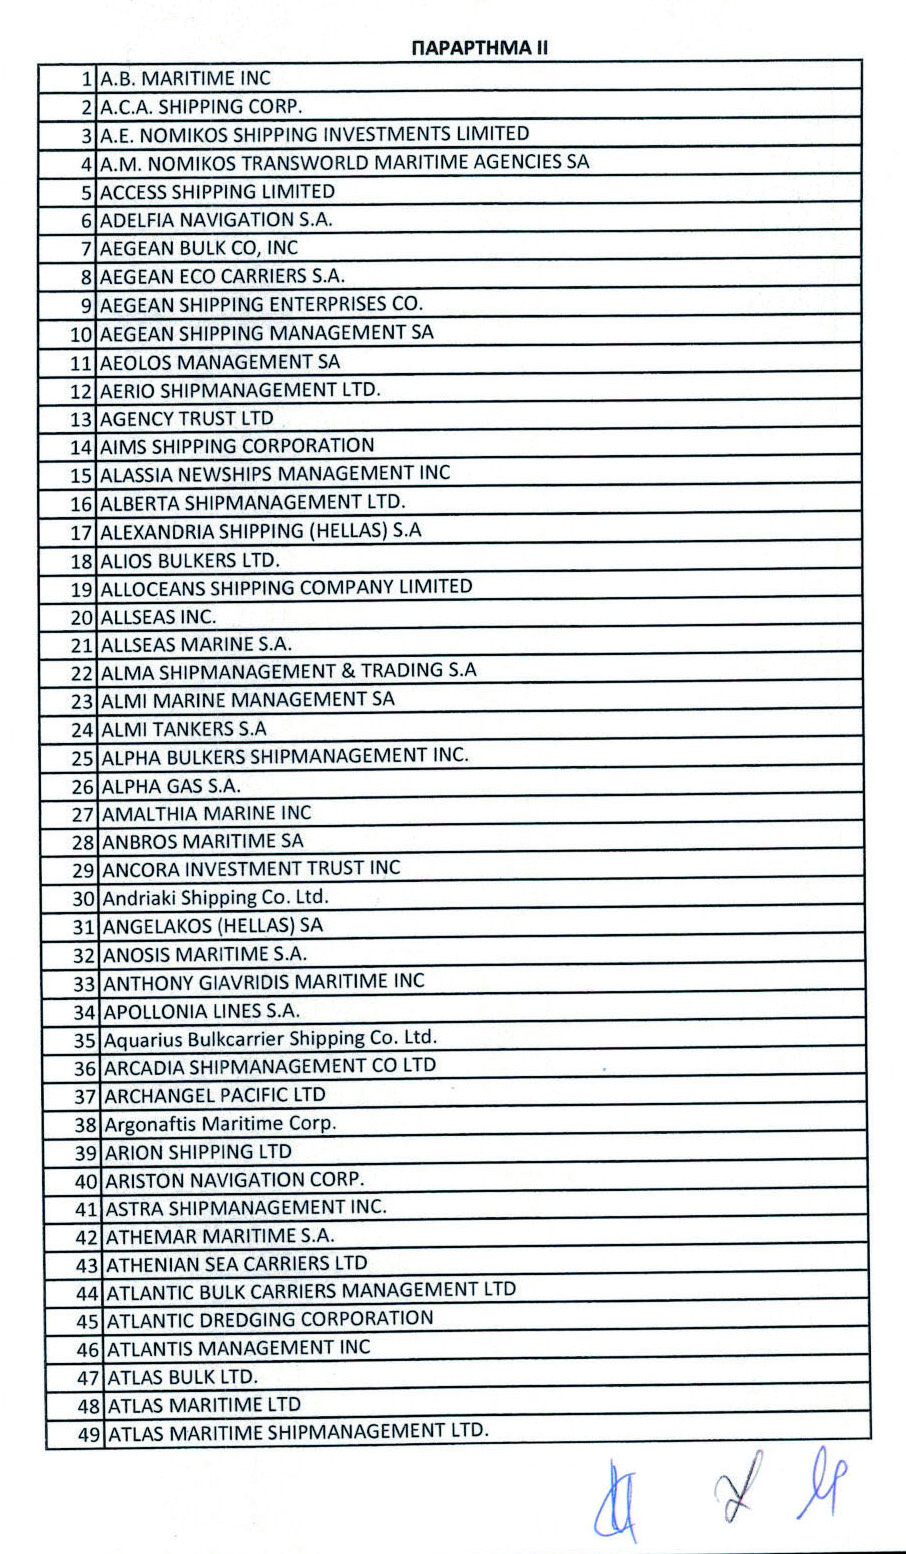 ΠΑΡΑΡΤΗΜΑ ΙΙ
1 A.B. MARITIME INC
2 A.C.A. SHIPPING CORP.
3 A.E. NOMIKOS SHIPPING INVESTMENTS LIMITED
4 A.M. NOMIKOS TRANSWORLD MARITIME AGENCIES SA
5 ACCESS SHIPPING LIMITED
6 ADELFIA NAVIGATION S.A.
7 AEGEAN BULK CO, INC
8 AEGEAN ECO CARRIERS S.A.
9 AEGEAN SHIPPING ENTERPRISES CO.
10 AEGEAN SHIPPING MANAGEMENT SA
11 AEOLOS MANAGEMENT SA
12 AERIO SHIPMANAGEMENT LTD.
13 AGENCY TRUST LTD
14 AIMS SHIPPING CORPORATION
15 ALASSIA NEWSHIPS MANAGEMENT INC
16 ALBERTA SHIPMANAGEMENT LTD.
17 ALEXANDRIA SHIPPING (HELLAS) S.A
18 ALIOS BULKERS LTD.
19 ALLOCEANS SHIPPING COMPANY LIMITED
20 ALLSEAS INC.
21 ALLSEAS MARINE S.A.
22 ALMA SHIPMANAGEMENT & TRADING S.A
23 ALMI MARINE MANAGEMENT SA
24 ALMI TANKERS S.A
25 ALPHA BULKERS SHIPMANAGEMENT INC.
26 ALPHA GAS S.A.
27 AMALTHIA MARINE INC
28 ANBROS MARITIME SA
29 ANCORA INVESTMENT TRUST INC
30 Andriaki Shipping Co. Ltd.
31 ANGELAKOS (HELLAS) SA
32 ANOSIS MARITIME S.A.
33 ANTHONY GIAVRIDIS MARITIME INC
34 APOLLONIA LINES S.A.
35 Aquarius Bulkcarrier Shipping Co. Ltd.
36 ARCADIA SHIPMANAGEMENT CO LTD
37 ARCHANGEL PACIFIC LTD
38 Argonaftis Maritime Corp.
39 ARION SHIPPING LTD
40 ARISTON NAVIGATION CORP.
41 ASTRA SHIPMANAGEMENT INC.
42 ATHEMAR MARITIME S.A.
43 ATHENIAN SEA CARRIERS LTD
44 ATLANTIC BULK CARRIERS MANAGEMENT LTD
45 ATLANTIC DREDGING CORPORATION
46 ATLANTIS MANAGEMENT INC
47 ATLAS BULK LTD.
48 ATLAS MARITIME LTD
49 ATLAS MARITIME SHIPMANAGEMENT LTD.